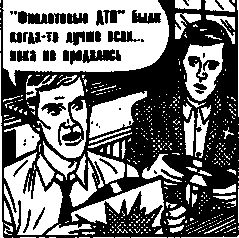 "Фиолетовые ДТП" были
когда-то лучше всех...
пока не продались